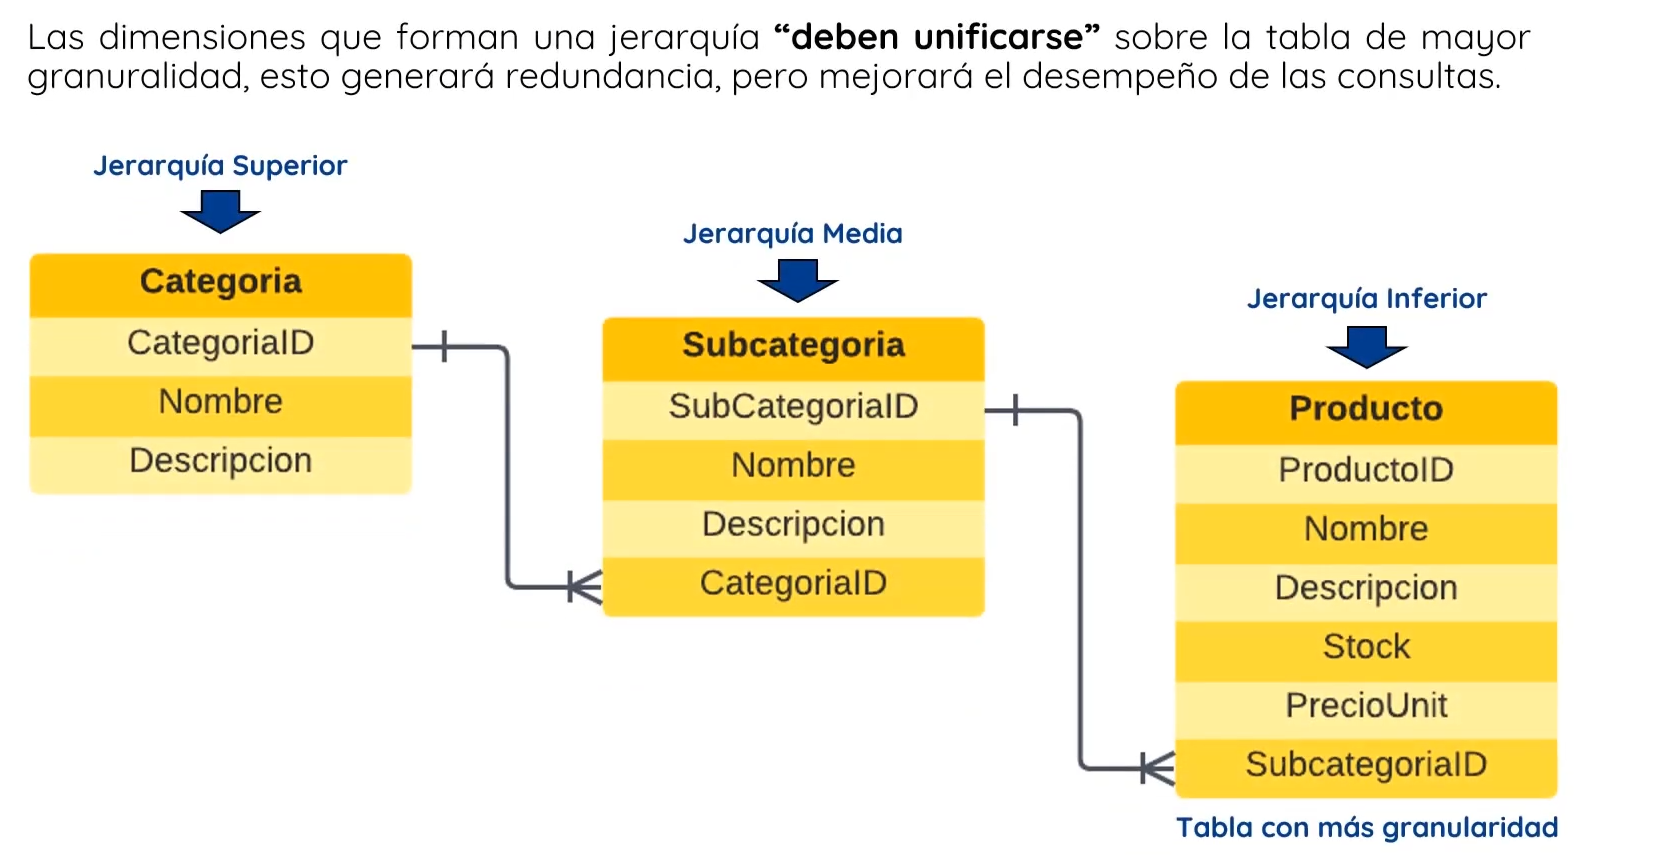 Las dimensiones que forman una jerarquía “deben unificarse” sobre la tabla de mayor
granuralidad, esto generará redundancia, pero mejorará el desempeño de las consultas.
Jerarquía Superior
Categoria
CategoriaID
Nombre
Descripcion
Jerarquía Media
Subcategoria
SubCategoriaID
Nombre
Descripcion
CategoriaID
Jerarquía Inferior
Producto
ProductoID
Nombre
Descripcion
Stock
PrecioUnit
SubcategoriaID
Tabla con más granularidad